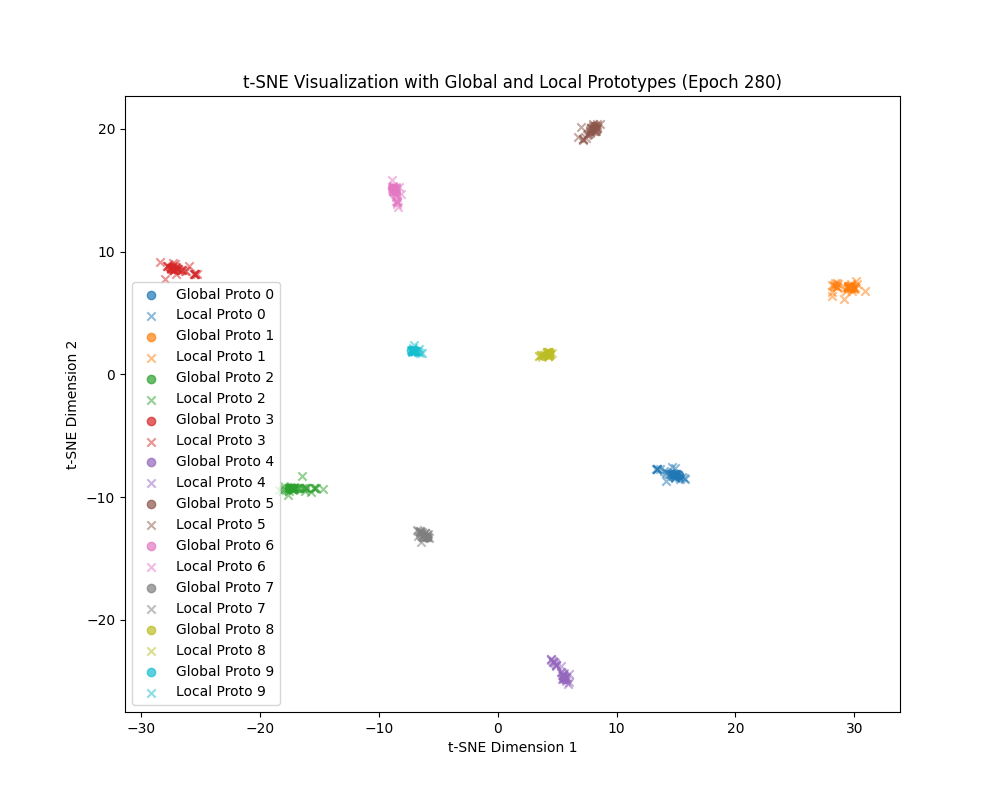 t-SNE Visualization with Global and Local Prototypes (Epoch 280)
t-SNE Dimension 2
20
10
0
−10
−20
Global Proto 0
Local Proto 0
Global Proto 1
Local Proto 1
Global Proto 2
Local Proto 2
Global Proto 3
Local Proto 3
Global Proto 4
Local Proto 4
Global Proto 5
Local Proto 5
Global Proto 6
Local Proto 6
Global Proto 7
Local Proto 7
Global Proto 8
Local Proto 8
Global Proto 9
Local Proto 9
−30 −20 −10 0 10 20 30
t-SNE Dimension 1